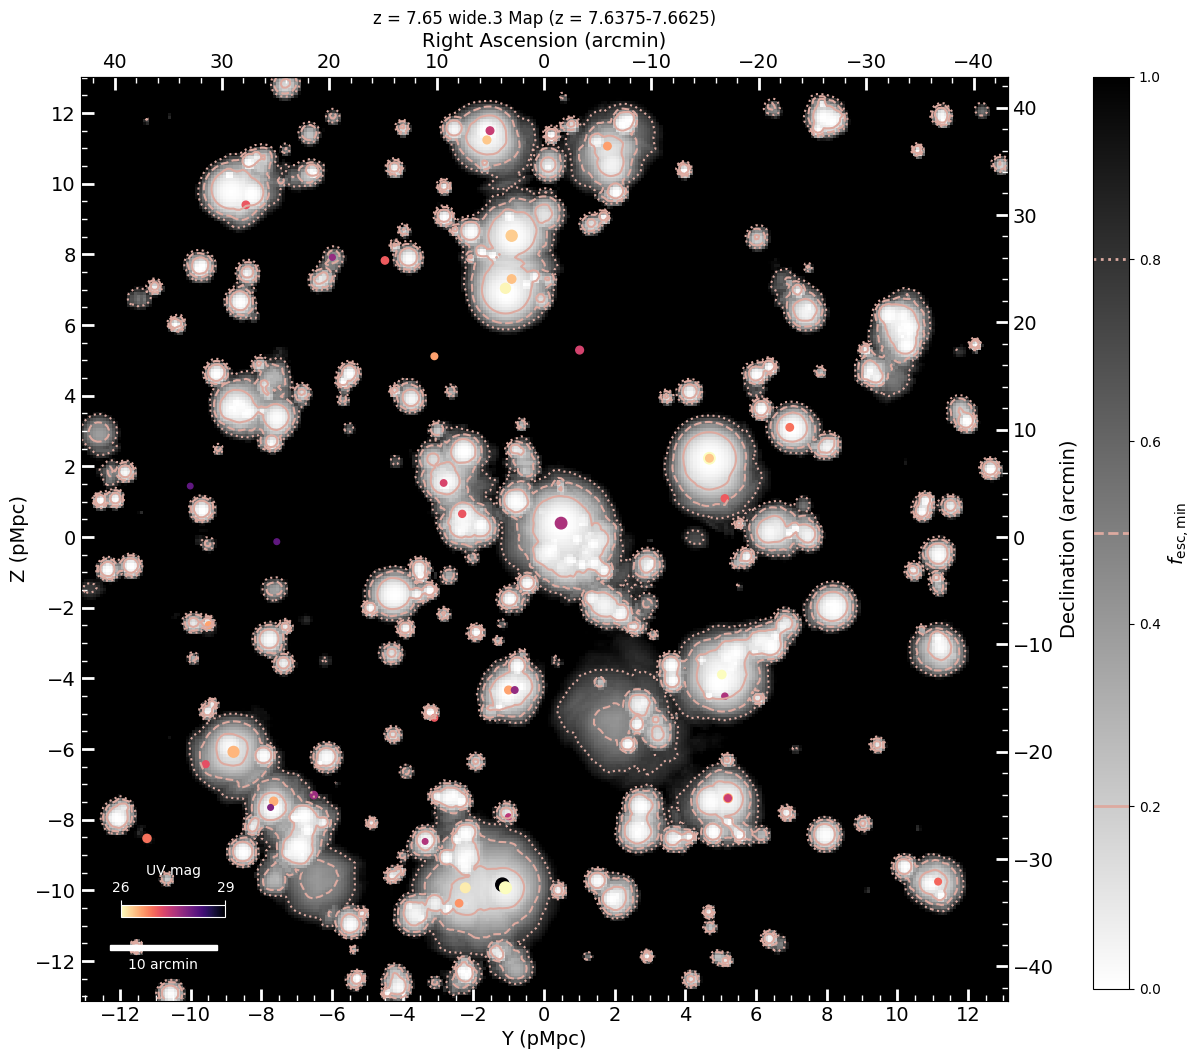 z = 7.65 wide.3 Map (z = 7.6375-7.6625)
Right Ascension (arcmin)
40 30 20 10 0 −10 −20 −30 −40
12
10
8
6
4
2
0
−2
−4
−6
−8
−10
−12
Z (pMpc)
−12 −10 −8 −6 −4 −2 0 2 4 6 8 10 12
Y (pMpc)
40
30
20
10
0
−10
−20
−30
−40
Declination (arcmin)
UV mag
26 29
10 arcmin
1.0
0.8
0.6
0.4
0.2
0.0
fesc,min